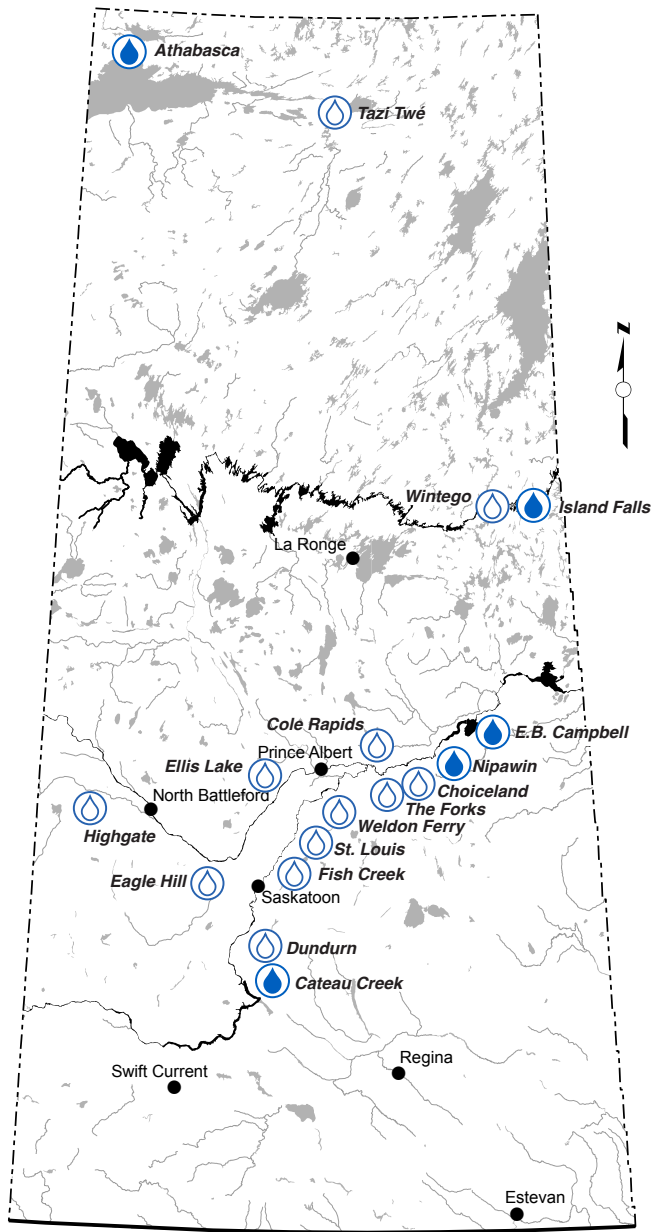 Athabasca
Tazi Twé
N
Wintego
Island Falls
La Ronge
Cole Rapids
E.B. Campbell
Prince Albert
Ellis Lake
Nipawin
Choiceland
North Battleford
The Forks
Highgate
Weldon Ferry
St. Louis
Fish Creek
Eagle Hill
Saskatoon
Dundurn
Cateau Creek
Regina
Swift Current
Estevan